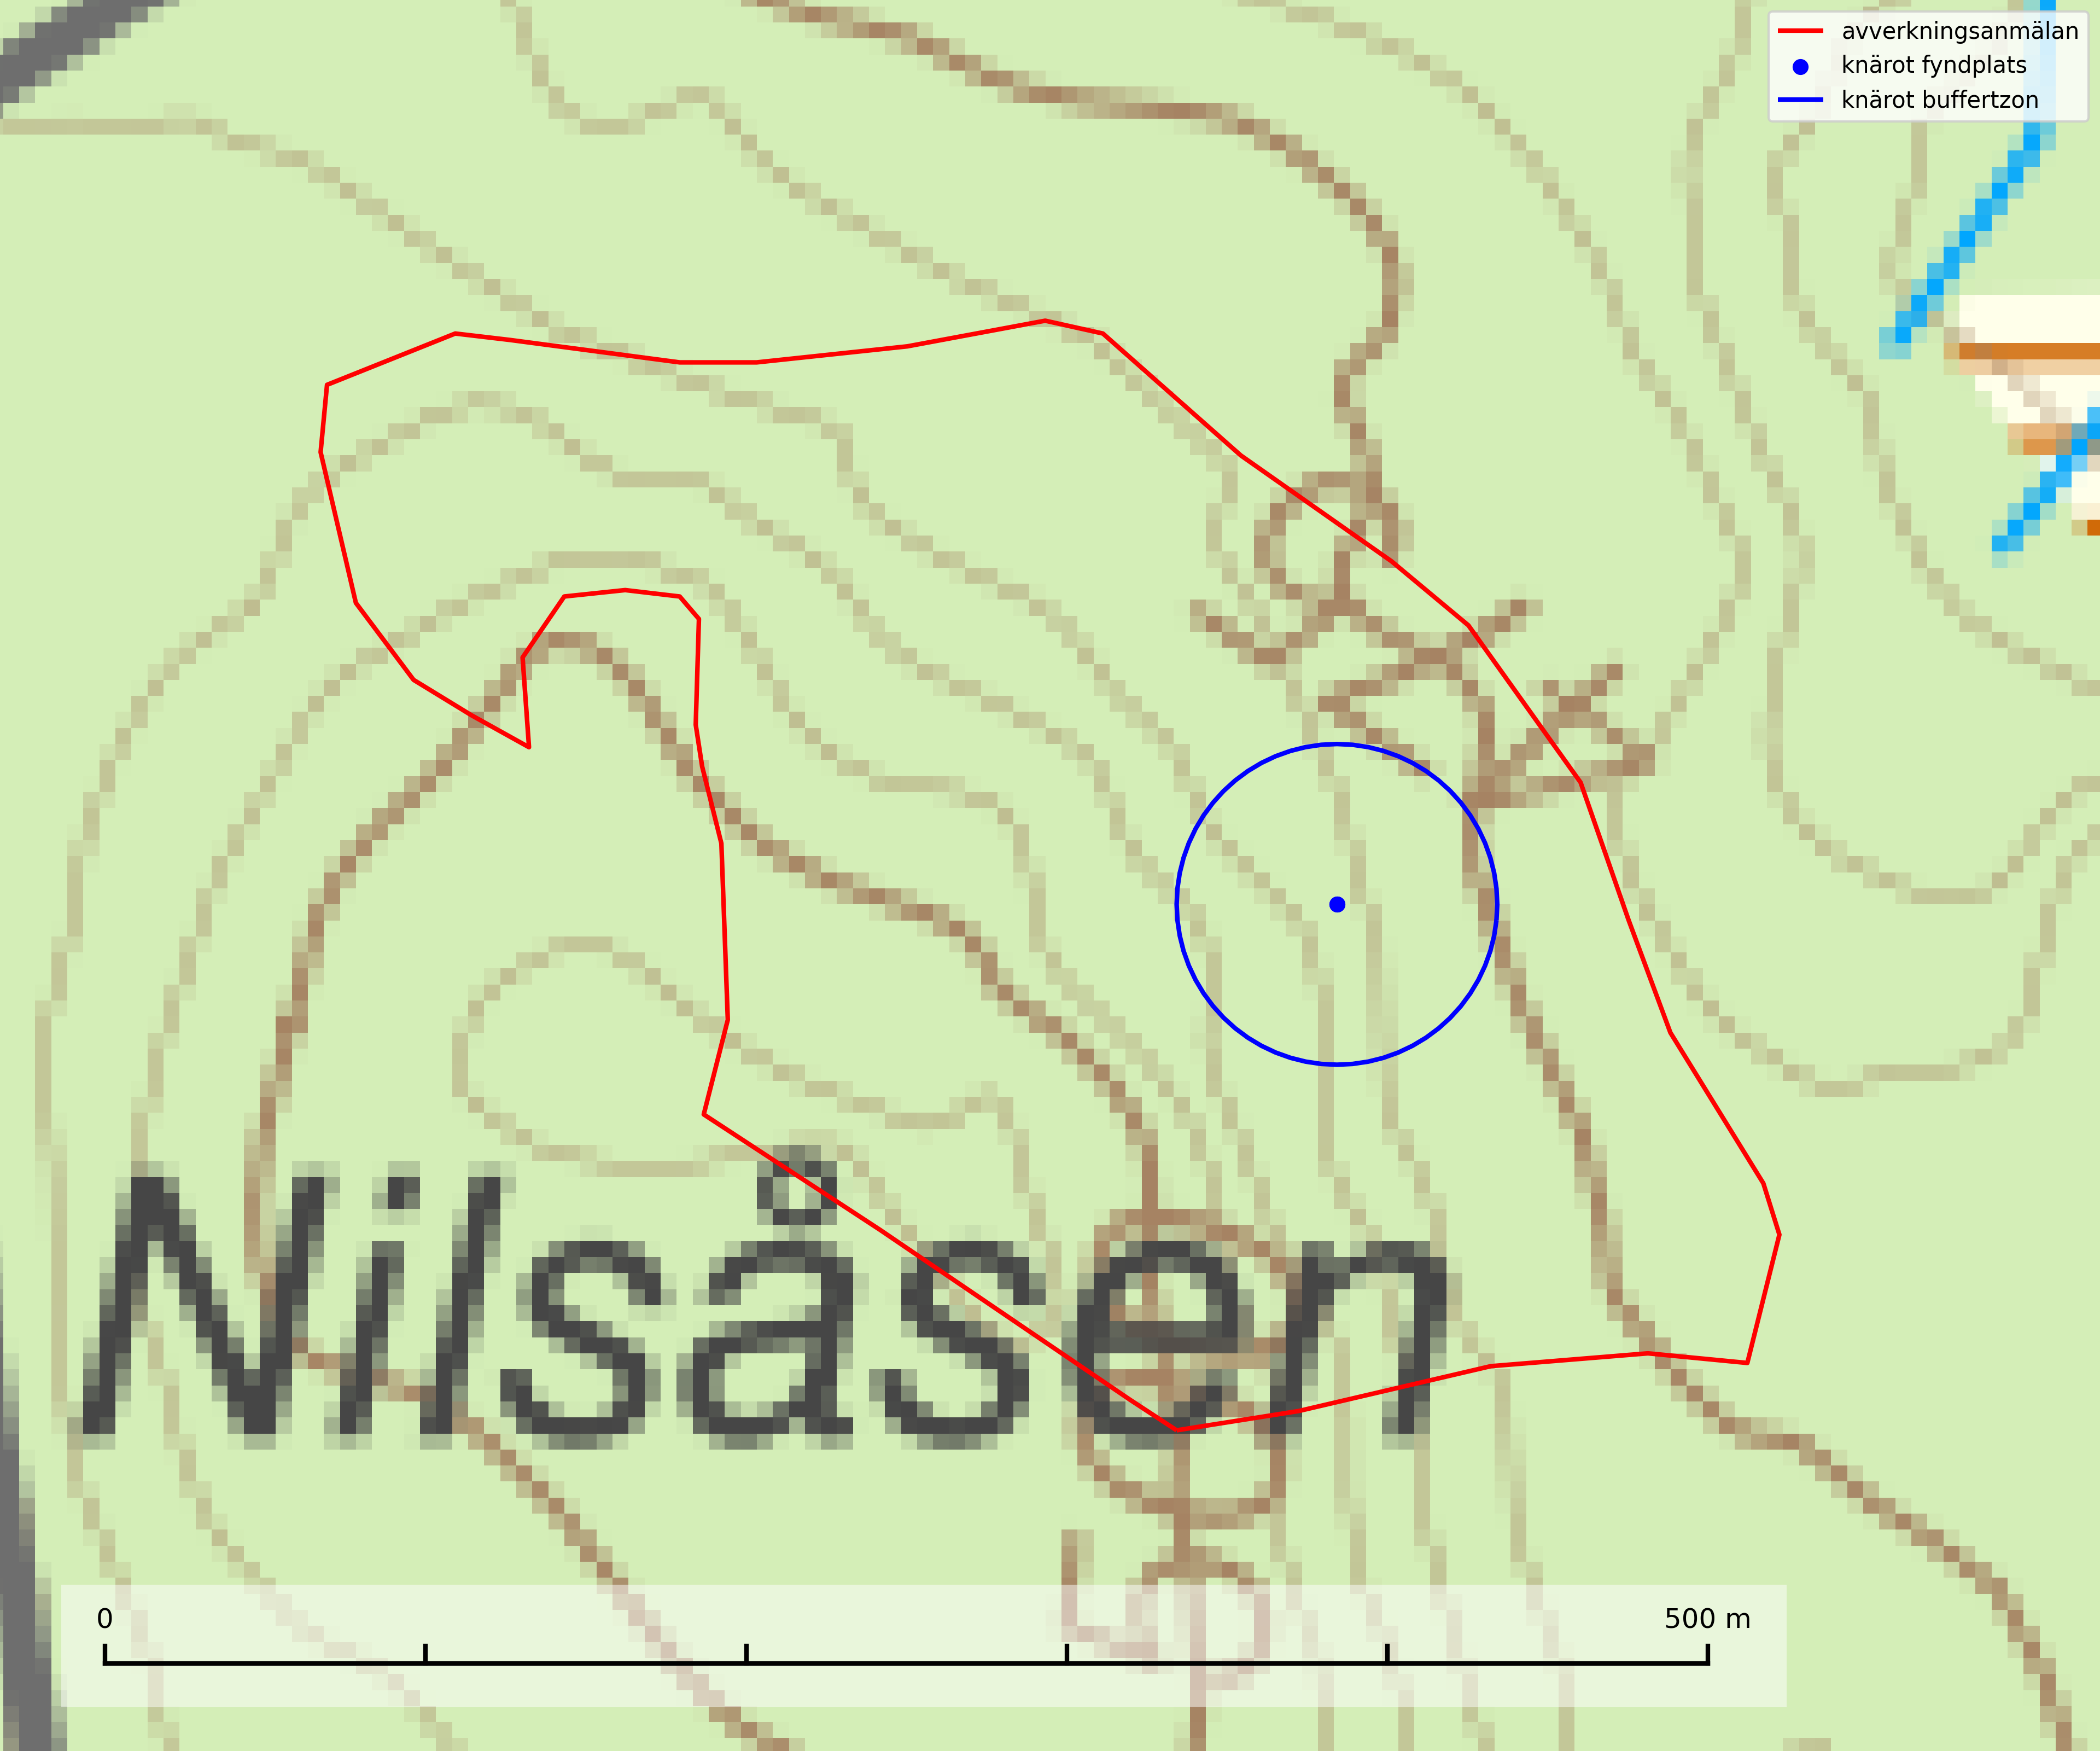 avverkningsanmälan
knärot fyndplats
knärot buffertzon
Nilsåsen
0 500 m